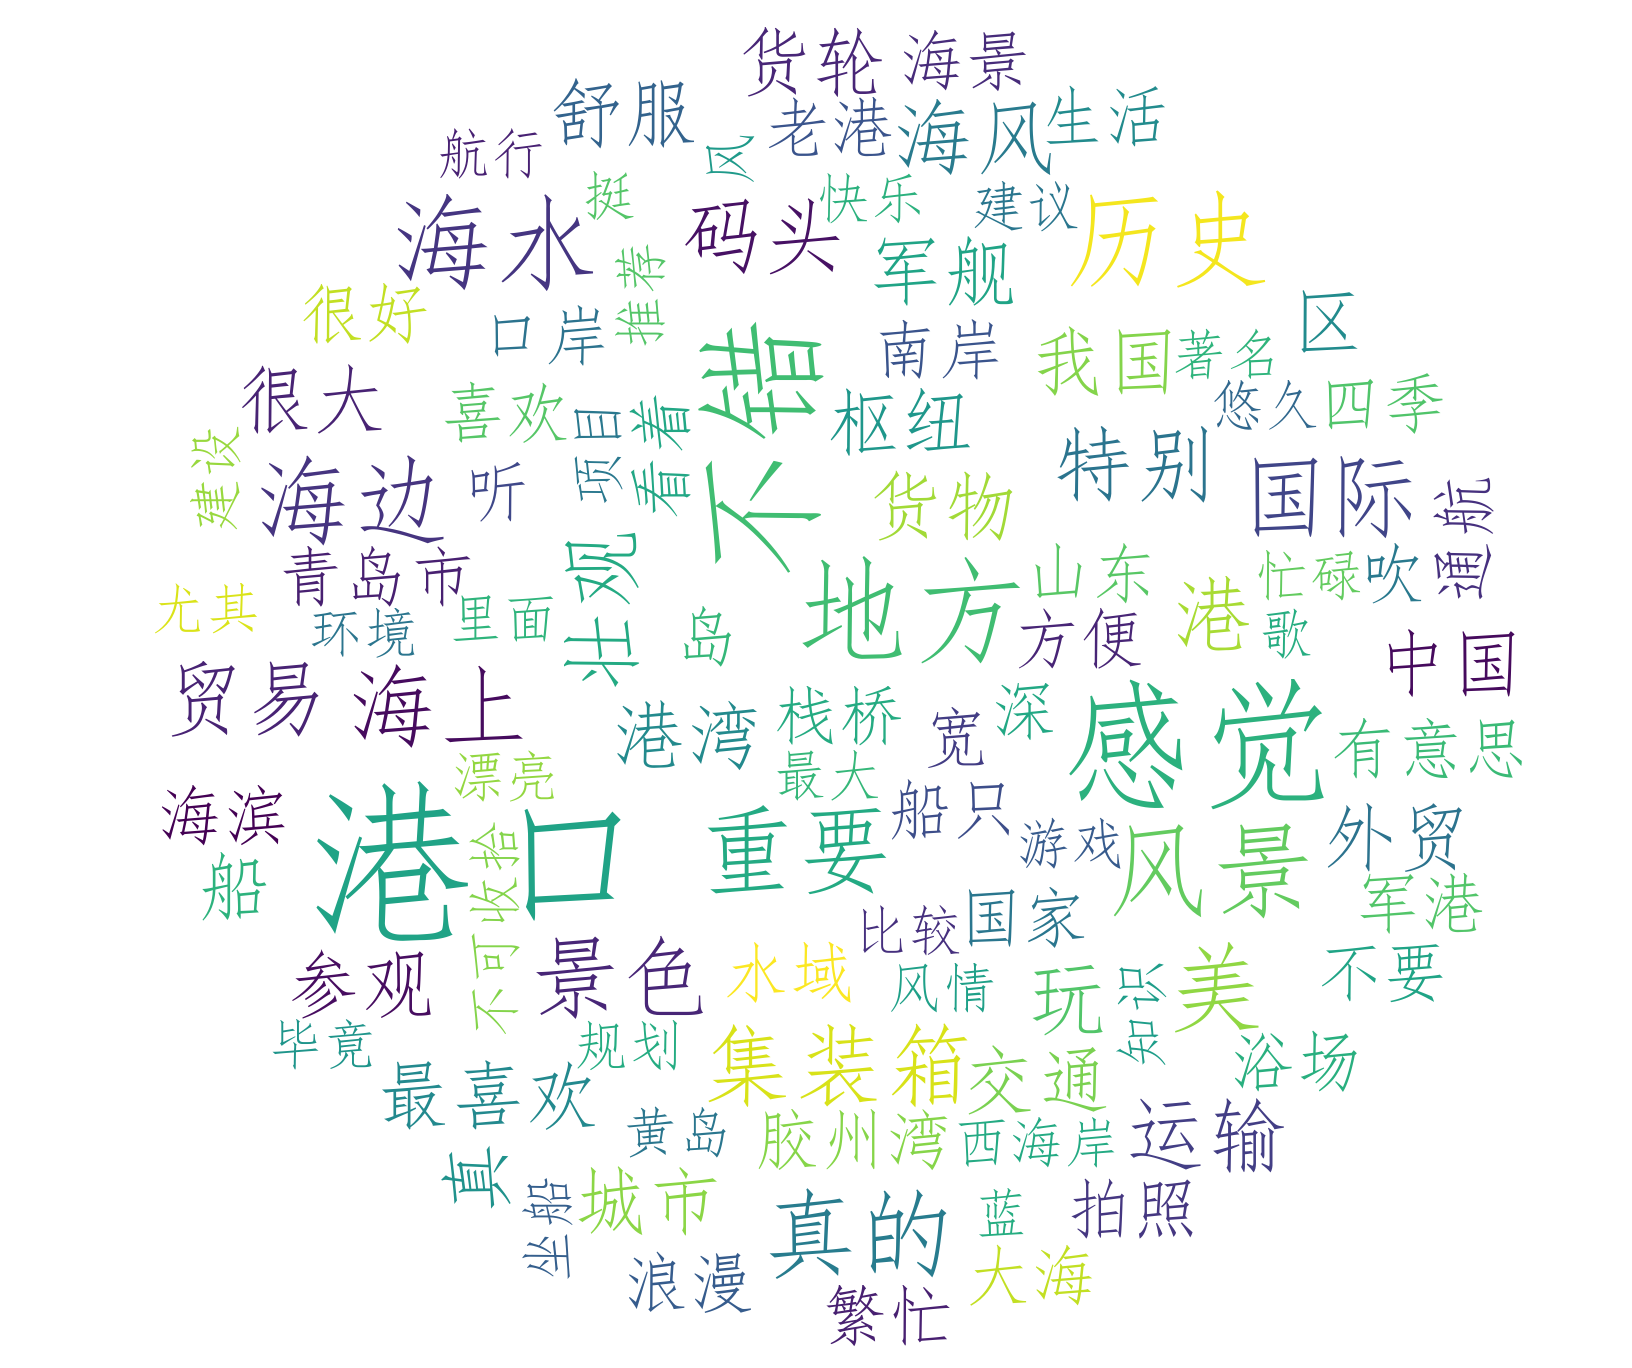 货轮
海景
舒服
老港
海风
生活
航行
风
挺
快乐
建议
海水
码头
历史
军舰
推荐
很好
口岸
南岸
区
不错
我国
著名
很大
喜欢
项目
看着
枢纽
悠久
四季
建设
海边
听
特别
国际
货物
通航
壮观
青岛市
地方
山东
忙碌
吹
尤其
环境
里面
岛
方便
港
歌
中国
贸易
海上
港湾
栈桥
宽
深
感觉
有意思
漂亮
最大
海滨
港口
重要
船只
游戏
风景
外贸
船
不可收拾
比较
国家
军港
参观
景色
水域
风情
玩
知识
美
不要
毕竟
规划
集装箱
交通
浴场
最喜欢
黄岛
胶州湾
西海岸
运输
真
坐船
城市
真的
蓝
拍照
浪漫
大海
繁忙